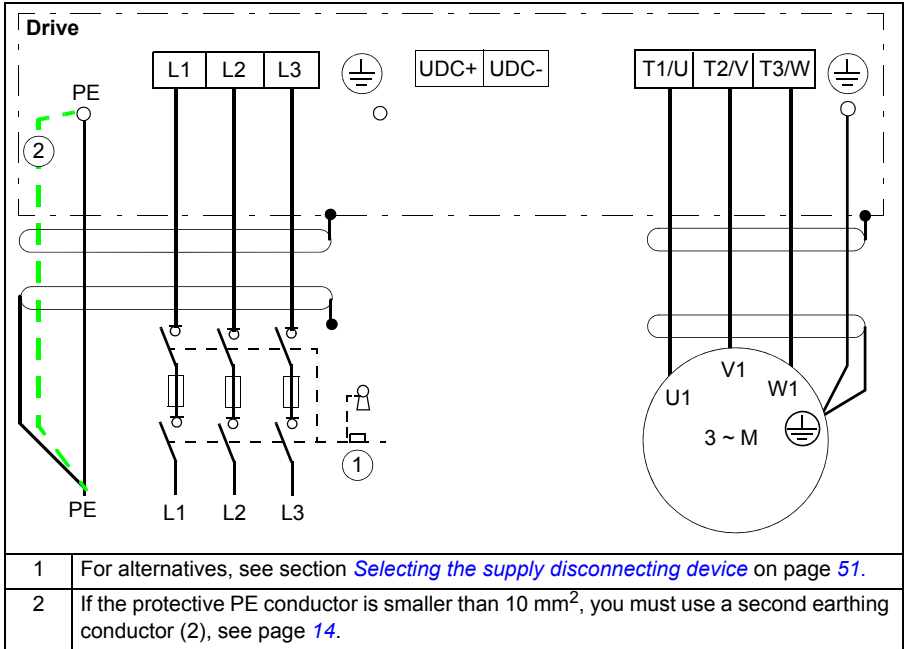 Drive
L1 L2 L3 UDC+ UDC- T1/U T2/V T3/W
PE
2
V1
U1 W1
3 ~ M
1
PE L1 L2 L3
1 For alternatives, see section Selecting the supply disconnecting device on page 51.
2 If the protective PE conductor is smaller than 10 mm², you must use a second earthing
conductor (2), see page 14.